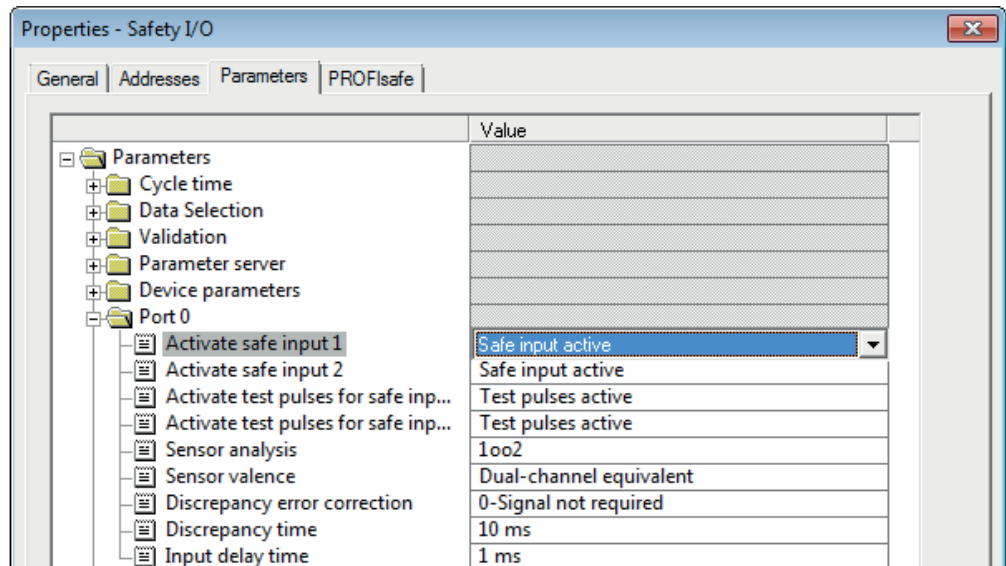 Properties - Safety I/O
General Addresses Parameters PROFIsafe
Value
Parameters
Cycle time
Data Selection
Validation
Parameter server
Device parameters
Port 0
Activate safe input 1 Safe input active
Activate safe input 2 Safe input active
Activate test pulses for safe inp... Test pulses active
Activate test pulses for safe inp... Test pulses active
Sensor analysis 1oo2
Sensor valence Dual-channel equivalent
Discrepancy error correction 0-Signal not required
Discrepancy time 10 ms
Input delay time 1 ms